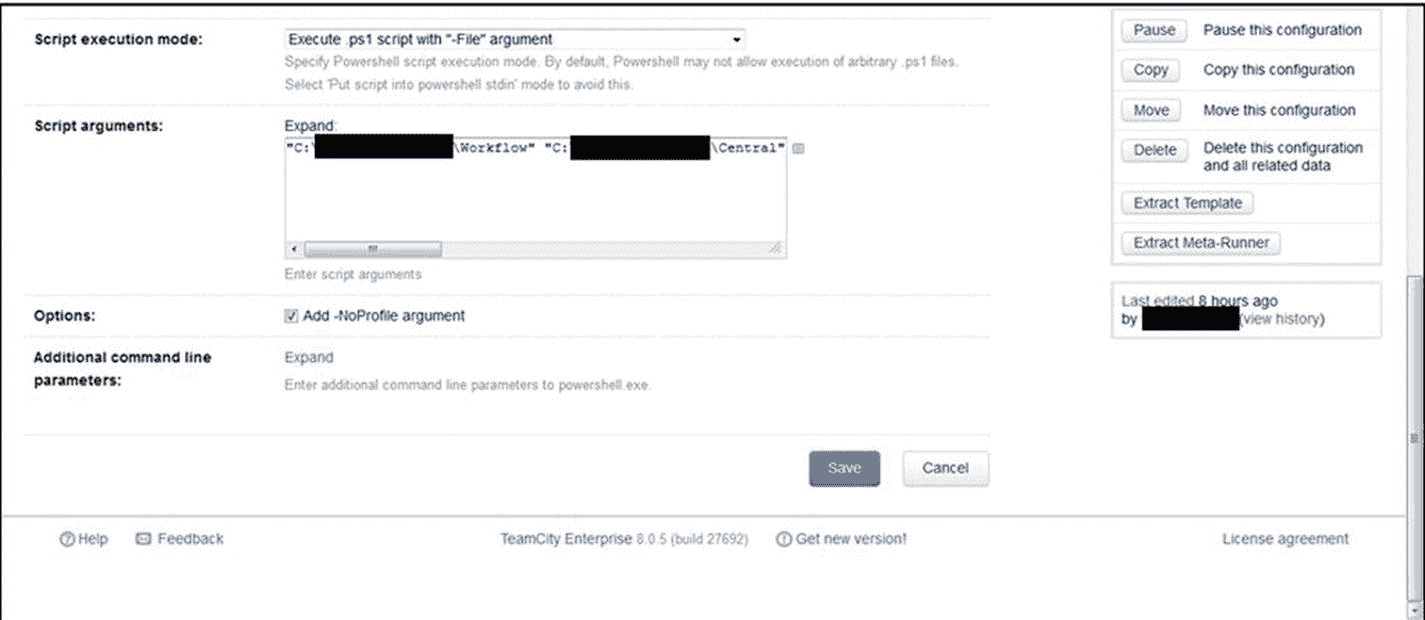 Script execution mode:
Execute .ps1 script with "-File" argument
Specify Powershell script execution mode. By default, Powershell may not allow execution of arbitrary .ps1 files.
Select 'Put script into powershell stdin' mode to avoid this.
Script arguments:
Expand:
"C:\ \Workflow" "C: \Central"
Enter script arguments
Options:
Add -NoProfile argument
Additional command line
parameters:
Expand
Enter additional command line parameters to powershell.exe.
Save
Cancel
Pause
Pause this configuration
Copy
Copy this configuration
Move
Move this configuration
Delete
Delete this configuration
and all related data
Extract Template
Extract Meta-Runner
Last edited 8 hours ago
by (view history)
Help
Feedback
TeamCity Enterprise 8.0.5 (build 27692)
Get new version!
License agreement